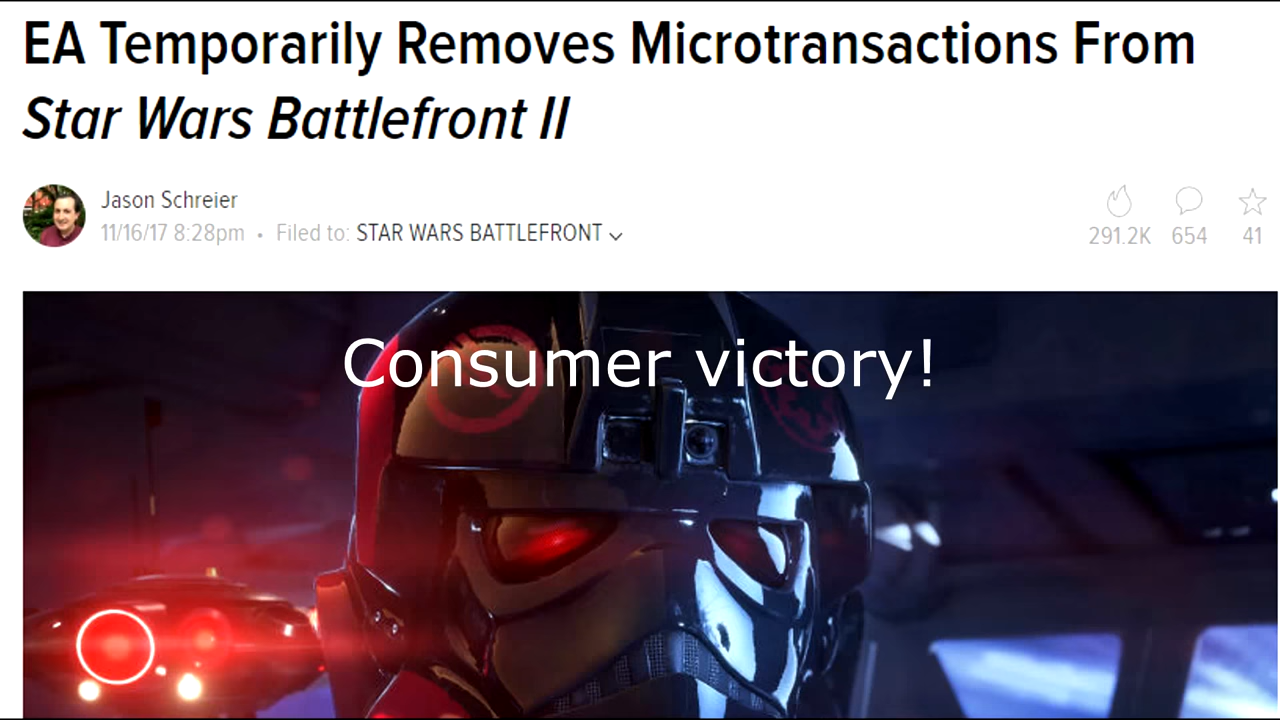 EA Temporarily Removes Microtransactions From
Star Wars Battlefront II
Jason Schreier
11/16/17 8:28pm • Filed to: STAR WARS BATTLEFRONT
291.2K 654 41
Consumer victory!